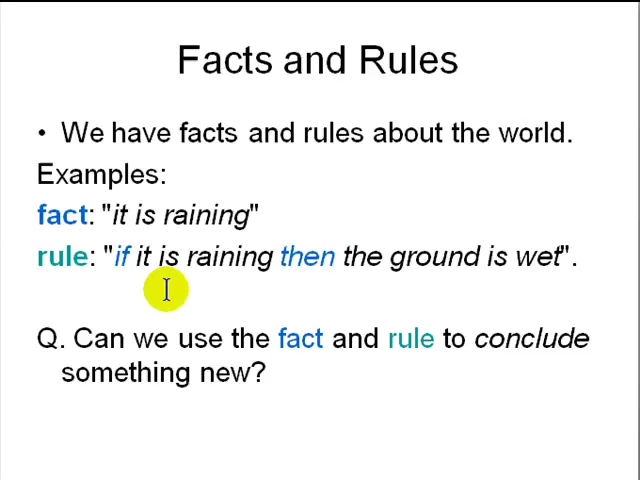 Facts and Rules
• We have facts and rules about the world.
Examples:
fact: "it is raining"
rule: "if it is raining then the ground is wet".
Q. Can we use the fact and rule to conclude
something new?